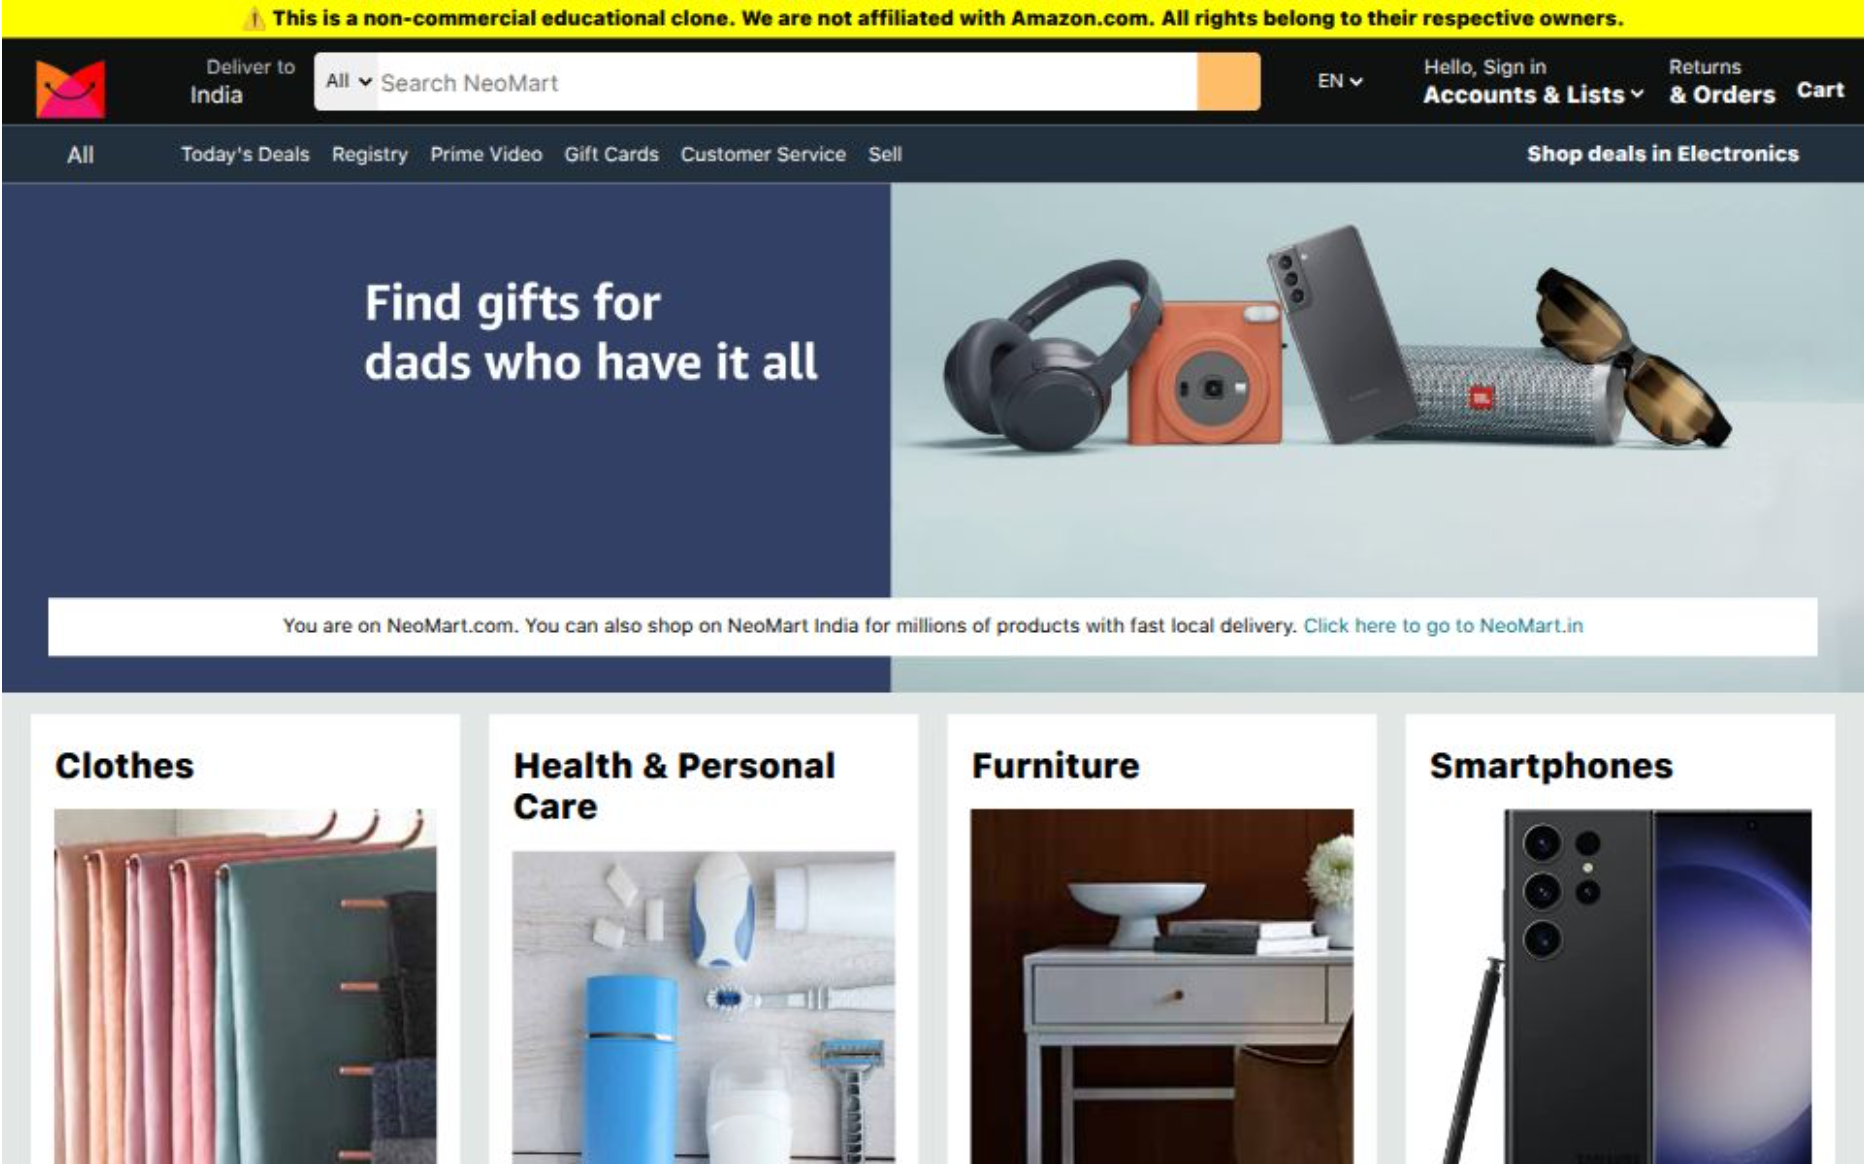 ⚠️ This is a non-commercial educational clone. We are not affiliated with Amazon.com. All rights belong to their respective owners.
Deliver to
India
All
Search NeoMart
EN
Hello, Sign in
Accounts & Lists
Returns
& Orders
Cart
All
Today's Deals
Registry
Prime Video
Gift Cards
Customer Service
Sell
Shop deals in Electronics
Find gifts for
dads who have it all
JBL
You are on NeoMart.com. You can also shop on NeoMart India for millions of products with fast local delivery. Click here to go to NeoMart.in
Clothes
Health & Personal
Care
Furniture
Smartphones